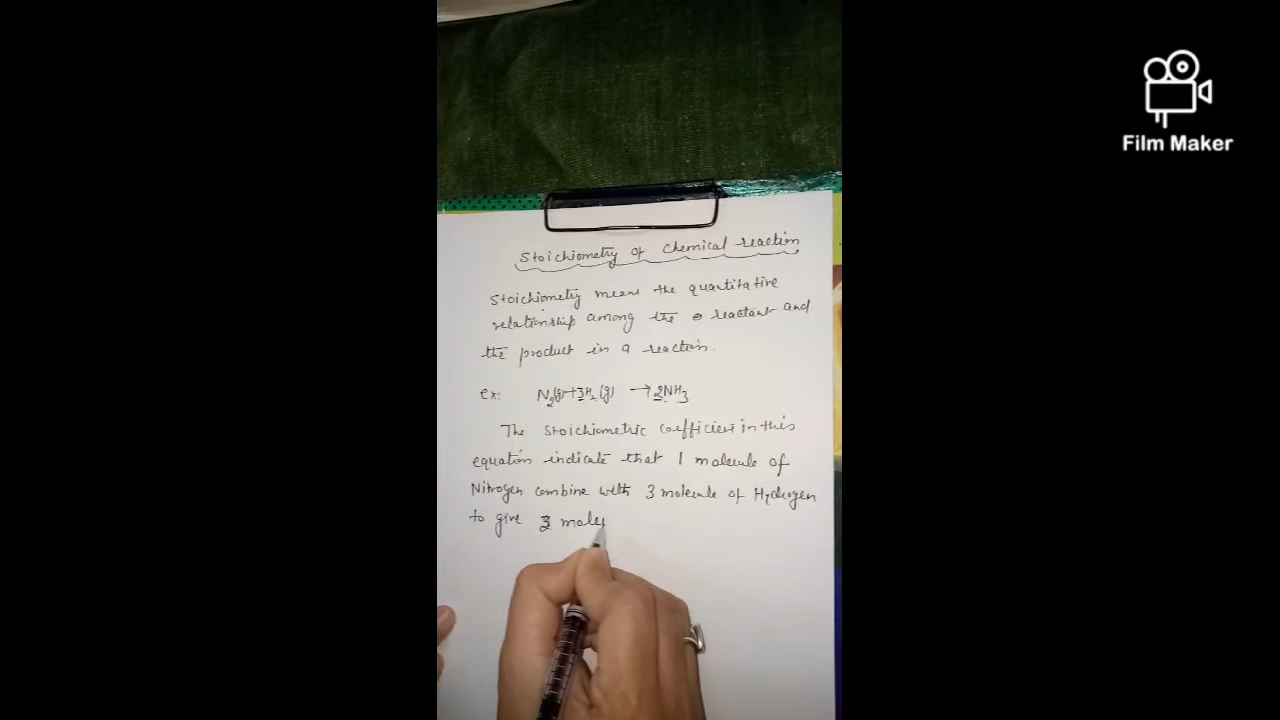 Film Maker
Stoichiometry of chemical reaction
Stoichiometry means the quantitative
relationship among the reactant and
the product in a reaction.
ex: N₂(g)+3H₂(g) → 2NH₃
The stoichiometric coefficient in this
equation indicate that 1 molecule of
Nitrogen combine with 3 molecule of Hydrogen
to give molec